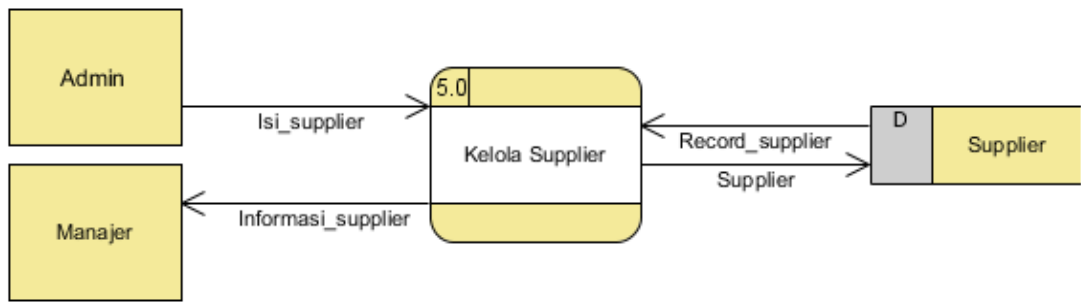 Admin
Isi_supplier
5.0
Kelola Supplier
D
Supplier
Record_supplier
Supplier
Manajer
Informasi_supplier